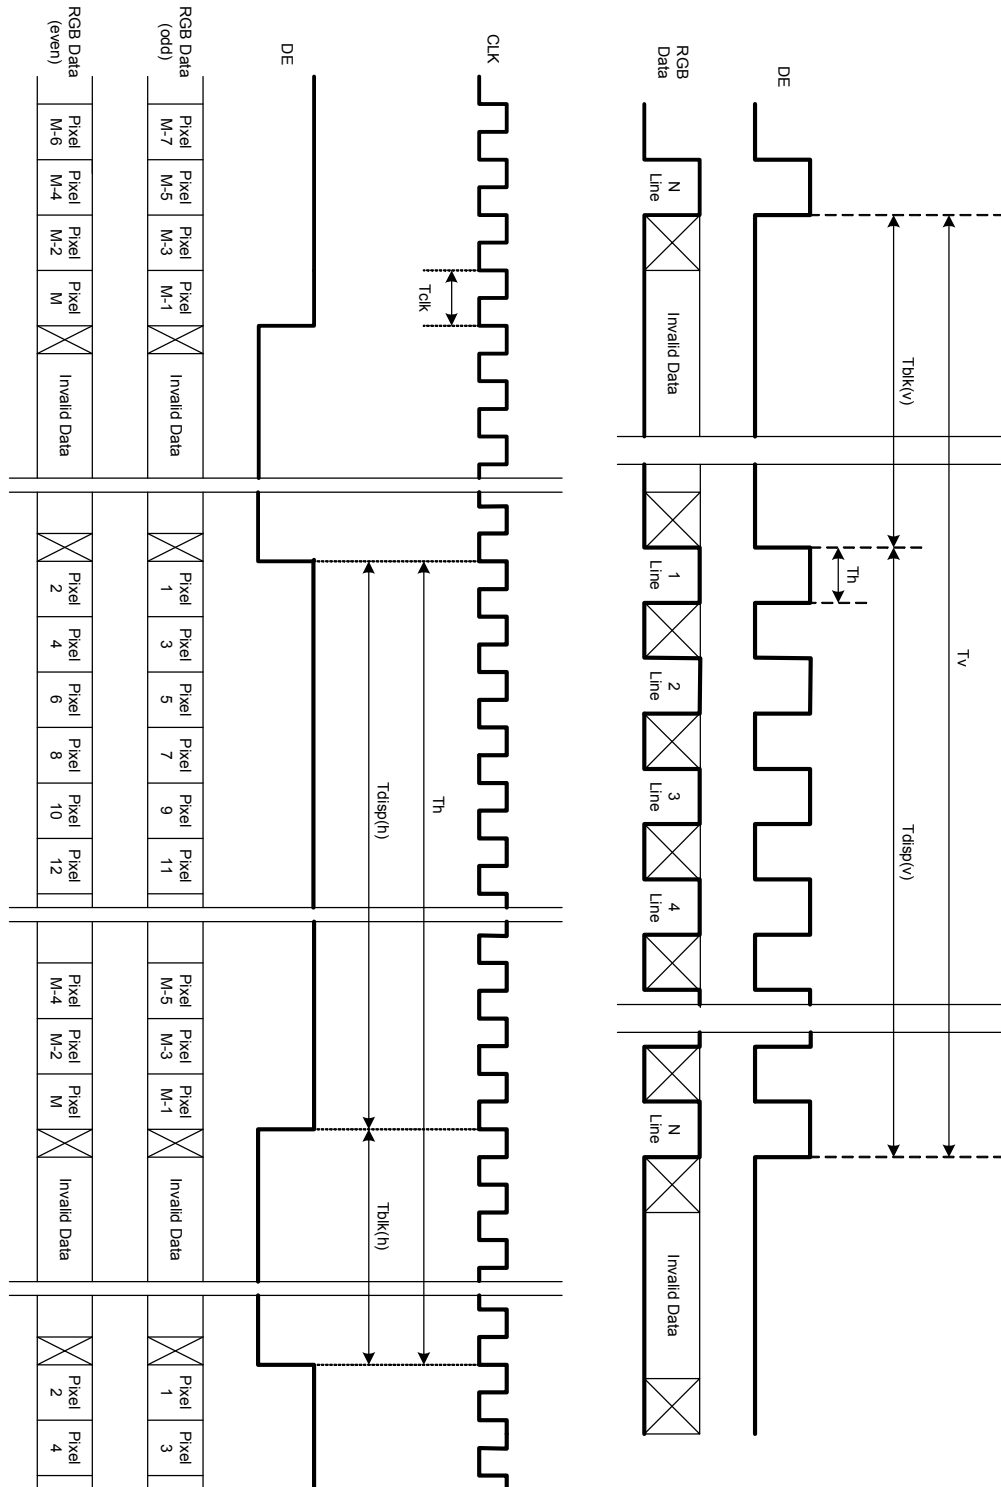 Tv
Tblk(v)
Tdisp(v)
Th
DE
RGB
Data
N
Line
Invalid Data
1
Line
2
Line
3
Line
4
Line
N
Line
Invalid Data
CLK
Tclk
Th
Tdisp(h)
Tblk(h)
DE
RGB Data
(odd)
Pixel
M-7
Pixel
M-5
Pixel
M-3
Pixel
M-1
Invalid Data
Pixel
1
Pixel
3
Pixel
5
Pixel
7
Pixel
9
Pixel
11
Pixel
M-5
Pixel
M-3
Pixel
M-1
Invalid Data
Pixel
1
Pixel
3
RGB Data
(even)
Pixel
M-6
Pixel
M-4
Pixel
M-2
Pixel
M
Invalid Data
Pixel
2
Pixel
4
Pixel
6
Pixel
8
Pixel
10
Pixel
12
Pixel
M-4
Pixel
M-2
Pixel
M
Invalid Data
Pixel
2
Pixel
4